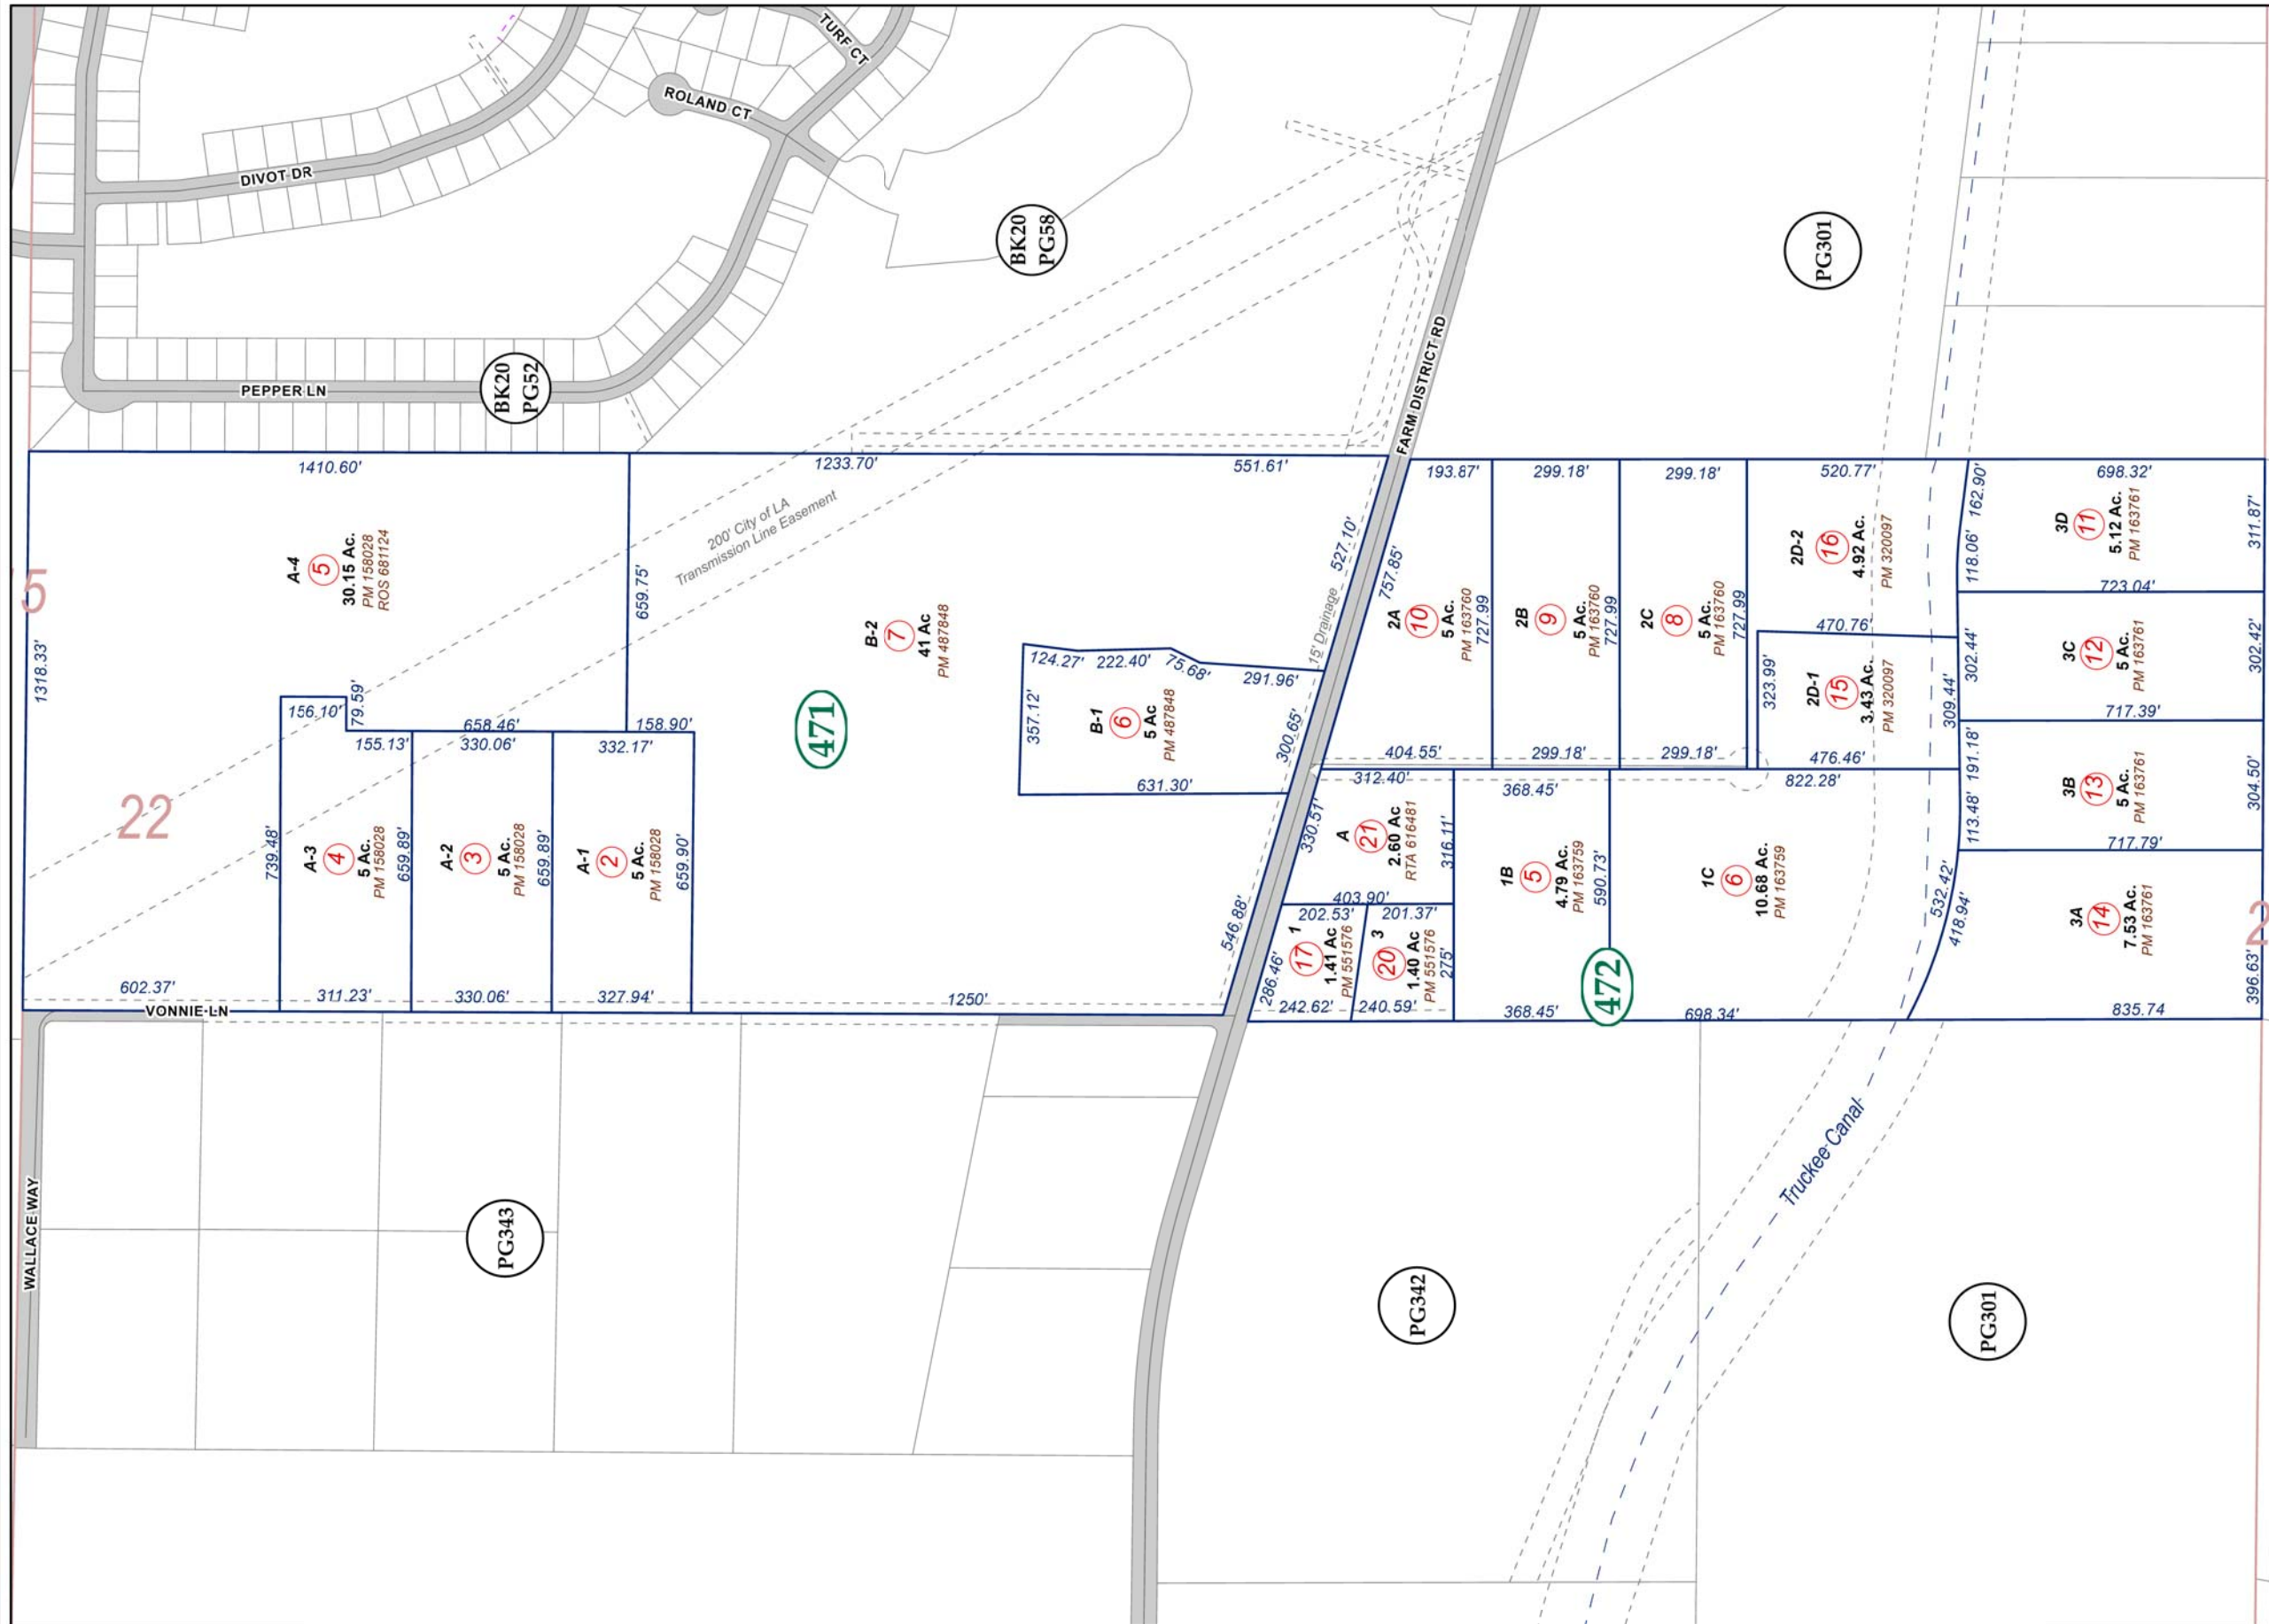 TURF CT
ROLAND CT
DIVOT DR
PEPPER LN
BK20
PG52
BK20
PG58
PG301
FARM DISTRICT RD
5
22
1318.33'
1410.60'
A-4
5
30.15 Ac.
PM 158028
ROS 681124
659.75'
156.10'
79.59'
658.46'
158.90'
155.13'
330.06'
332.17'
739.48'
A-3
4
5 Ac.
PM 158028
659.89'
A-2
3
5 Ac.
PM 158028
659.89'
A-1
2
5 Ac.
PM 158028
659.90'
602.37'
311.23'
330.06'
327.94'
1250'
VONNIE LN
WALLACE WAY
1233.70'
551.61'
200' City of LA
Transmission Line Easement
B-2
7
41 Ac
PM 487848
471
124.27'
222.40'
75.68'
291.96'
357.12'
B-1
6
5 Ac
PM 487848
631.30'
300.65'
15' Drainage
527.10'
546.88'
757.85'
193.87'
299.18'
299.18'
520.77'
2A
10
5 Ac.
PM 163760
727.99
2B
9
5 Ac.
PM 163760
727.99
2C
8
5 Ac.
PM 163760
727.99
2D-2
16
4.92 Ac.
PM 320097
470.76'
323.99'
2D-1
15
3.43 Ac.
PM 320097
309.44'
476.46'
404.55'
299.18'
299.18'
312.40'
368.45'
822.28'
330.51'
A
21
2.60 Ac
RTA 616481
316.11'
403.90'
202.53'
201.37'
1
17
1.41 Ac
PM 551576
3
20
1.40 Ac
PM 551576
275'
286.46'
242.62'
240.59'
1B
5
4.79 Ac.
PM 163759
590.73'
1C
6
10.68 Ac.
PM 163759
472
368.45'
698.34'
532.42'
418.94'
162.90'
118.06'
302.44'
191.18'
113.48'
698.32'
3D
11
5.12 Ac.
PM 163761
311.87'
723.04'
3C
12
5 Ac.
PM 163761
302.42'
717.39'
3B
13
5 Ac.
PM 163761
304.50'
717.79'
3A
14
7.53 Ac.
PM 163761
396.63'
835.74
2
Truckee Canal
PG343
PG342
PG301